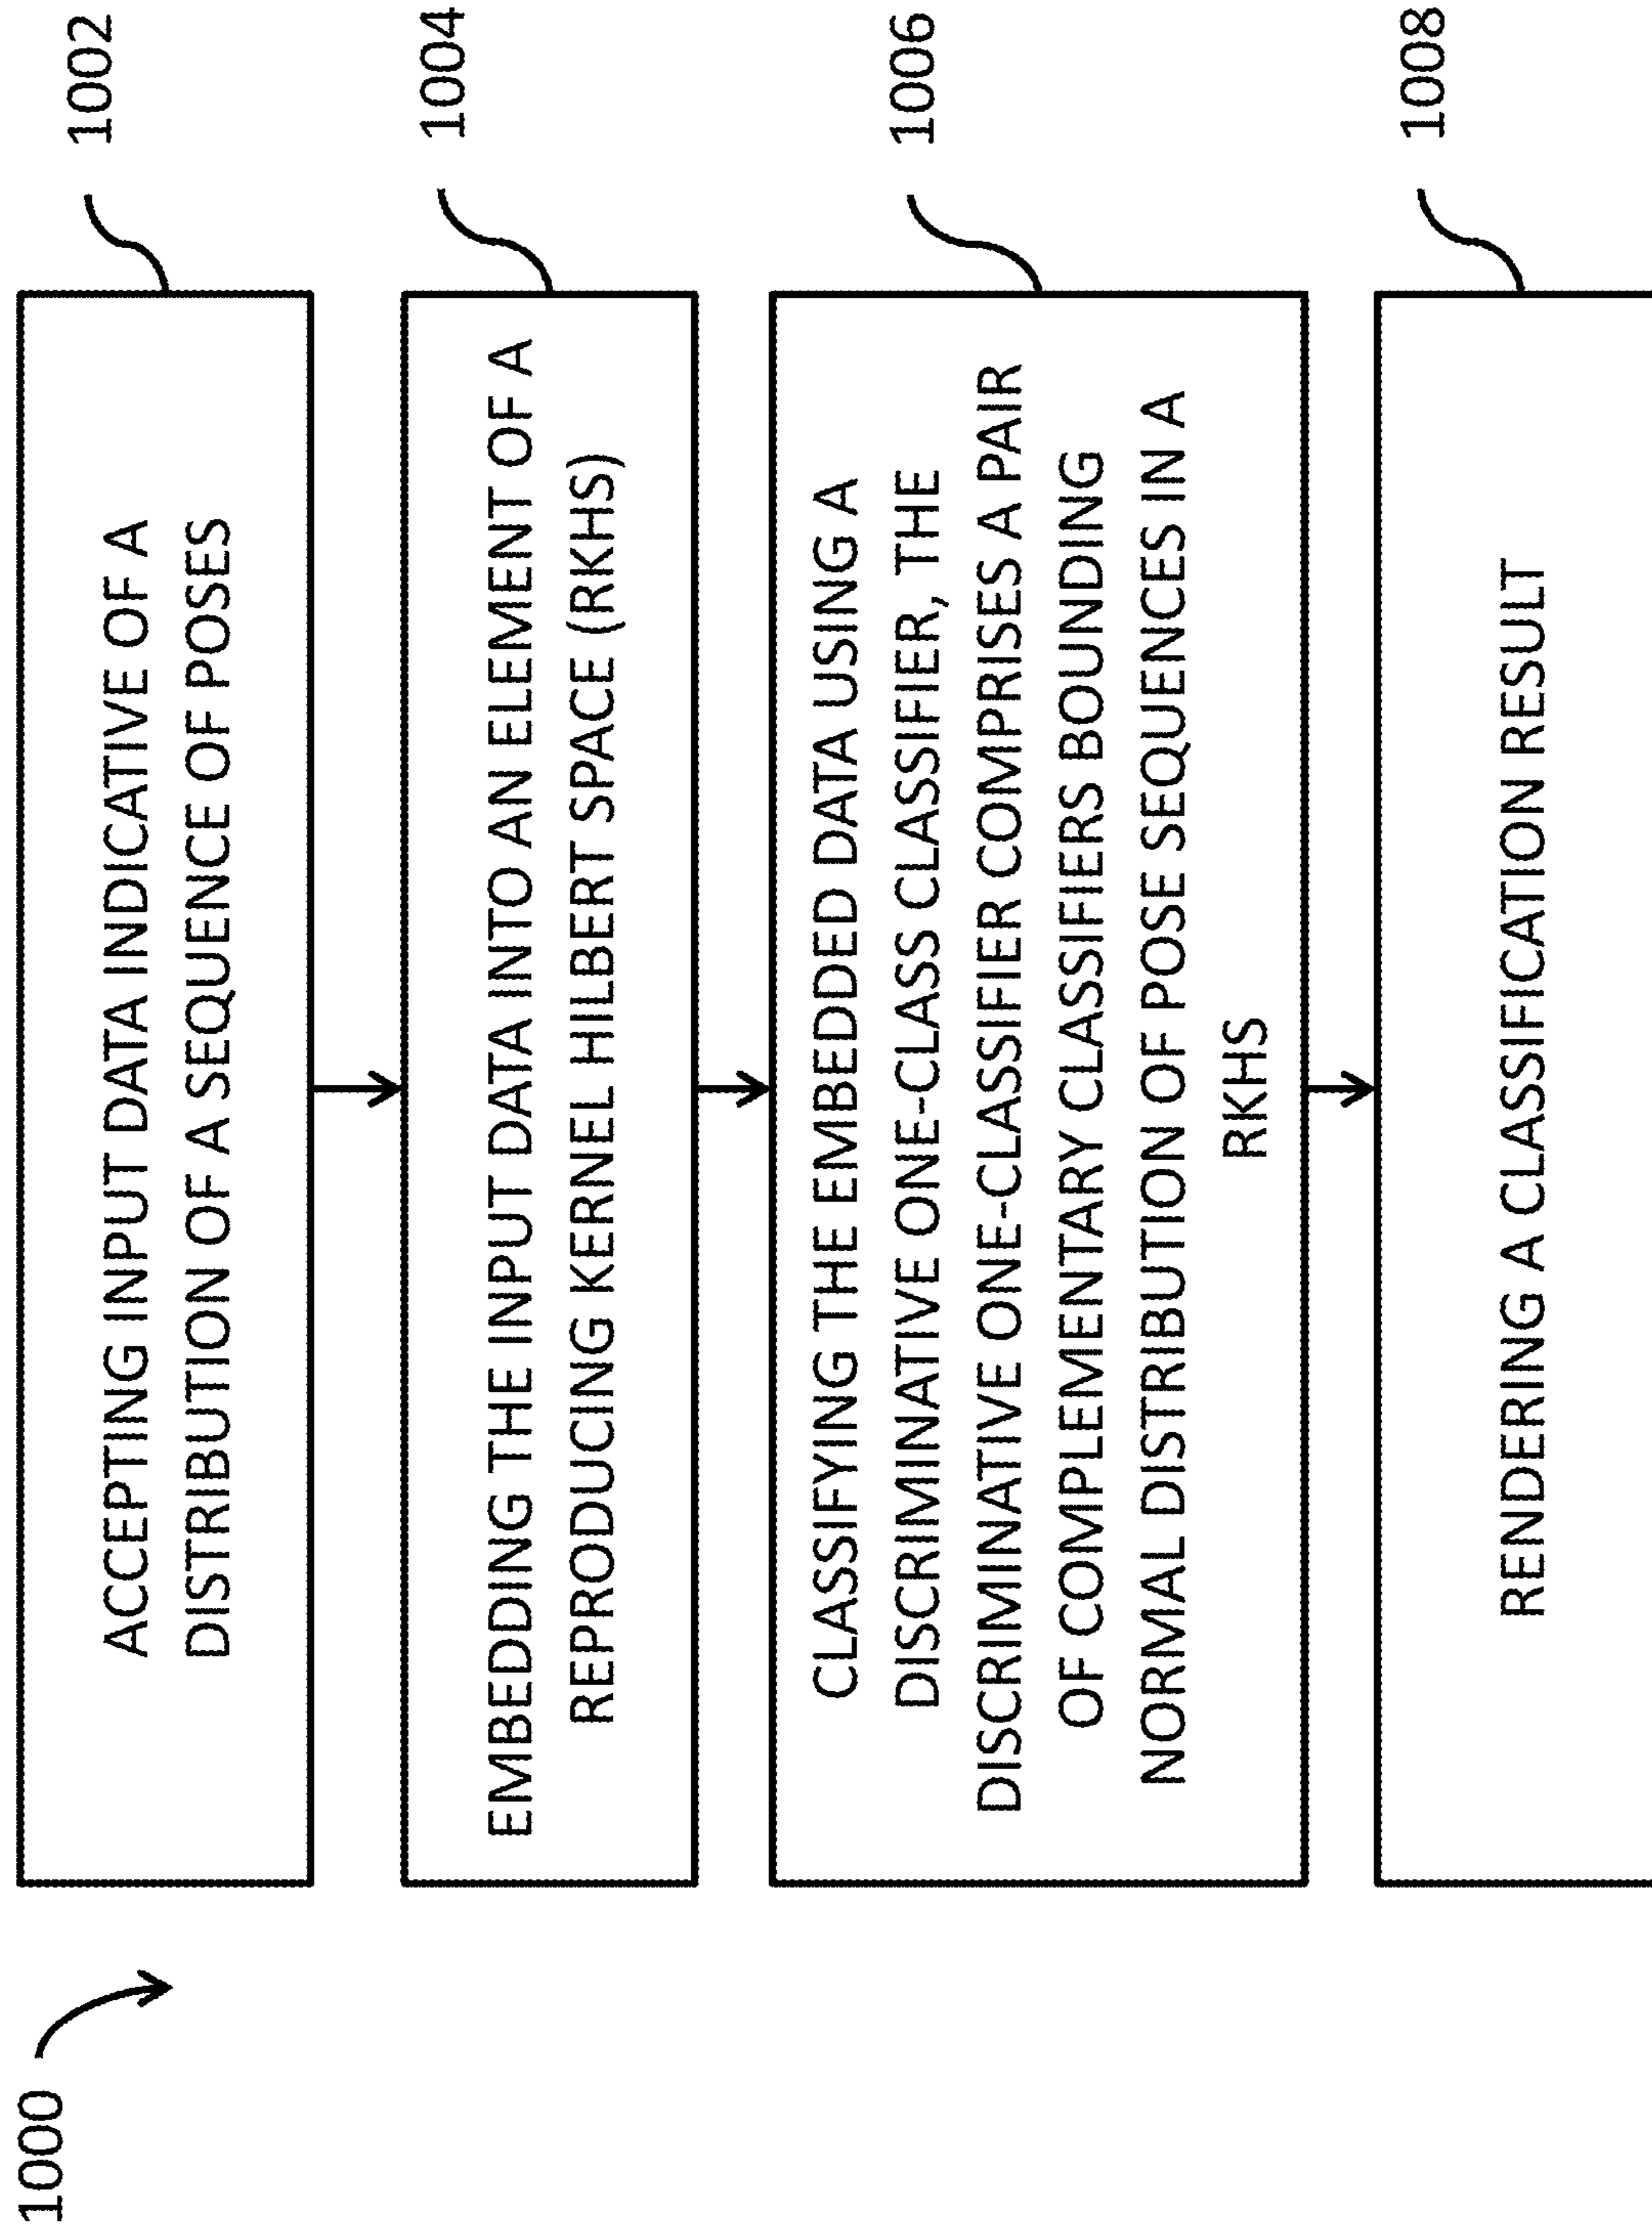 1000
1002
ACCEPTING INPUT DATA INDICATIVE OF A
DISTRIBUTION OF A SEQUENCE OF POSES
1004
EMBEDDING THE INPUT DATA INTO AN ELEMENT OF A
REPRODUCING KERNEL HILBERT SPACE (RKHS)
1006
CLASSIFYING THE EMBEDDED DATA USING A
DISCRIMINATIVE ONE-CLASS CLASSIFIER, THE
DISCRIMINATIVE ONE-CLASSIFIER COMPRISES A PAIR
OF COMPLEMENTARY CLASSIFIERS BOUNDING
NORMAL DISTRIBUTION OF POSE SEQUENCES IN A
RKHS
1008
RENDERING A CLASSIFICATION RESULT